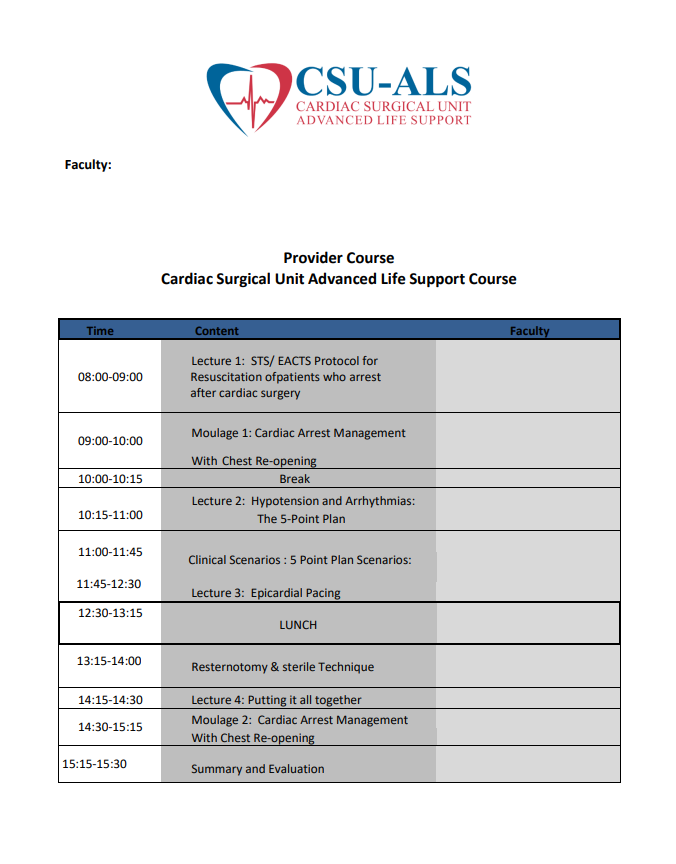 CSU-ALS
CARDIAC SURGICAL UNIT
ADVANCED LIFE SUPPORT
Faculty:
Provider Course
Cardiac Surgical Unit Advanced Life Support Course
Time Content Faculty
08:00-09:00 Lecture 1: STS/ EACTS Protocol for
Resuscitation ofpatients who arrest
after cardiac surgery
09:00-10:00 Moulage 1: Cardiac Arrest Management
With Chest Re-opening
10:00-10:15 Break
10:15-11:00 Lecture 2: Hypotension and Arrhythmias:
The 5-Point Plan
11:00-11:45 Clinical Scenarios : 5 Point Plan Scenarios:
11:45-12:30 Lecture 3: Epicardial Pacing
12:30-13:15 LUNCH
13:15-14:00 Resternotomy & sterile Technique
14:15-14:30 Lecture 4: Putting it all together
14:30-15:15 Moulage 2: Cardiac Arrest Management
With Chest Re-opening
15:15-15:30 Summary and Evaluation